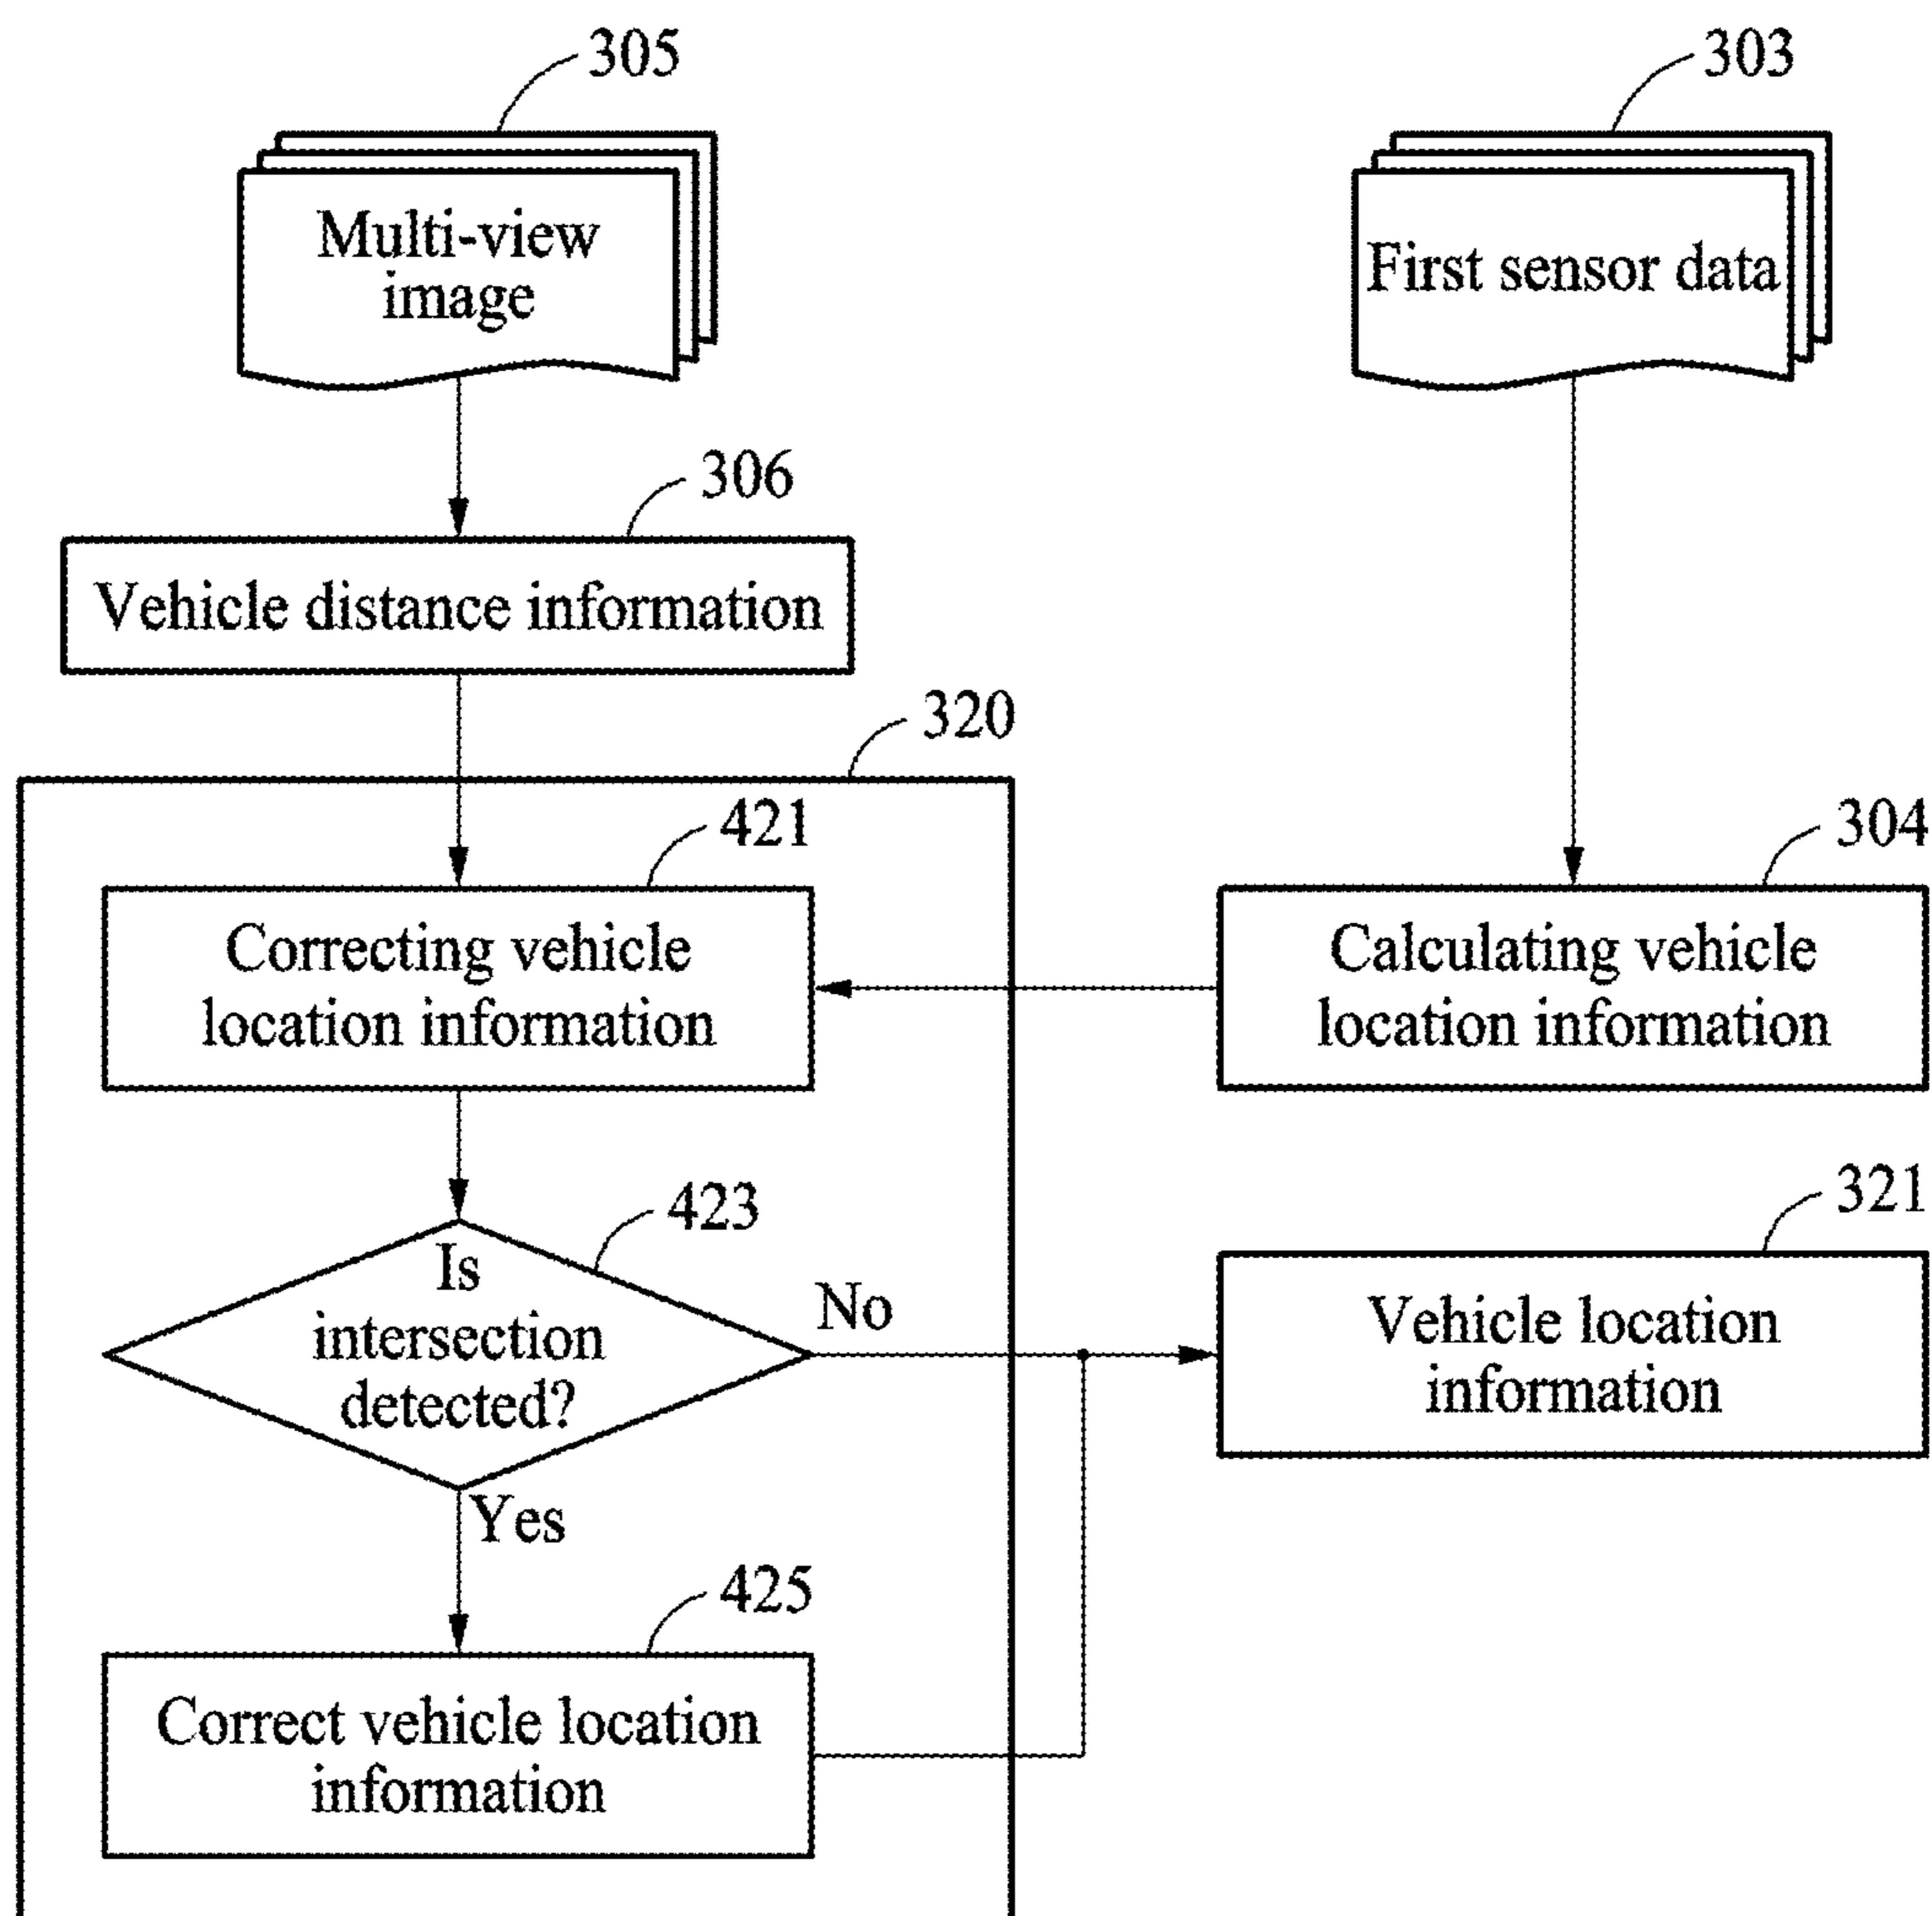 305
303
Multi-view
image
First sensor data
306
Vehicle distance information
320
421
304
Correcting vehicle
location information
Calculating vehicle
location information
423
321
Is
intersection
detected?
No
Vehicle location
information
Yes
425
Correct vehicle location
information